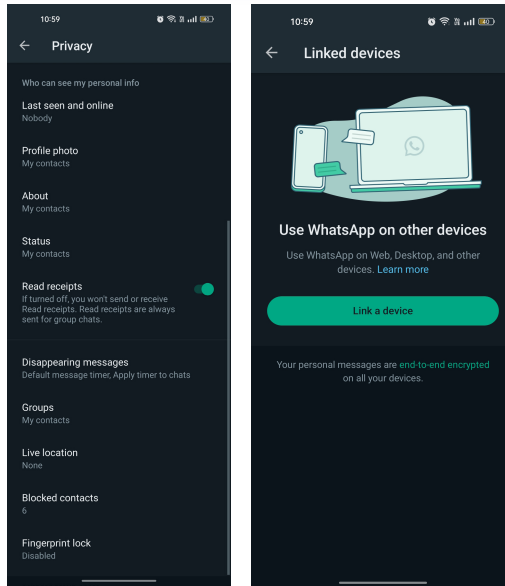 10:59
Privacy
Who can see my personal info
Last seen and online
Nobody
Profile photo
My contacts
About
My contacts
Status
My contacts
Read receipts
If turned off, you won't send or receive
Read receipts. Read receipts are always
sent for group chats.
Disappearing messages
Default message timer, Apply timer to chats
Groups
My contacts
Live location
None
Blocked contacts
6
Fingerprint lock
Disabled
10:59
Linked devices
Use WhatsApp on other devices
Use WhatsApp on Web, Desktop, and other
devices. Learn more
Link a device
Your personal messages are end-to-end encrypted
on all your devices.